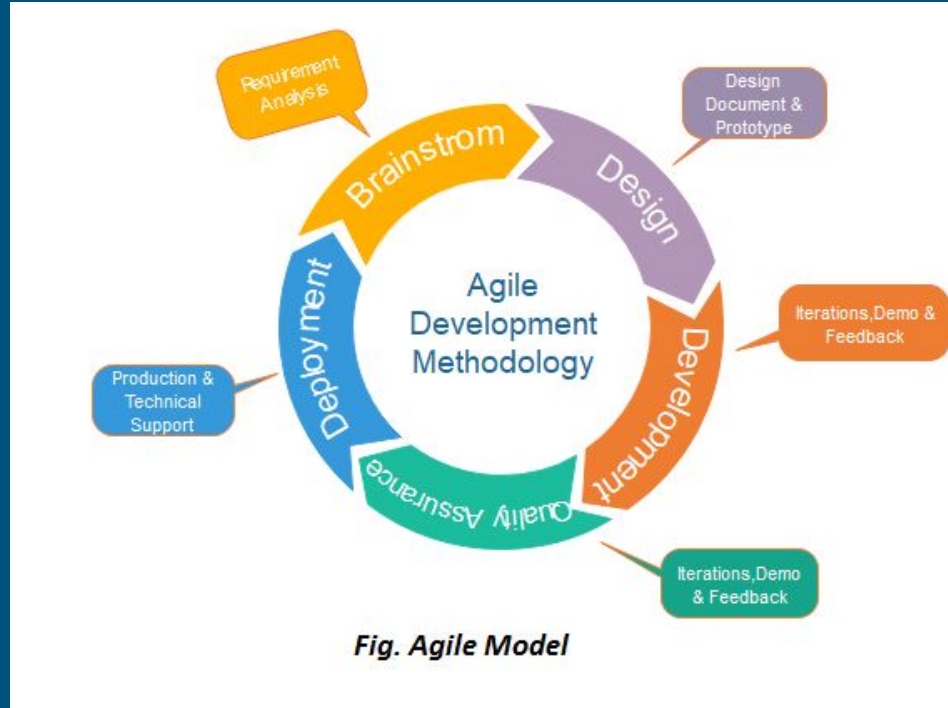 Requirement
Analysis
Brainstrom
Design
Document &
Prototype
Design
Iterations,Demo &
Feedback
Development
Agile
Development
Methodology
Deployment
Production &
Technical
Support
Quality Assurance
Iterations,Demo
& Feedback
Fig. Agile Model